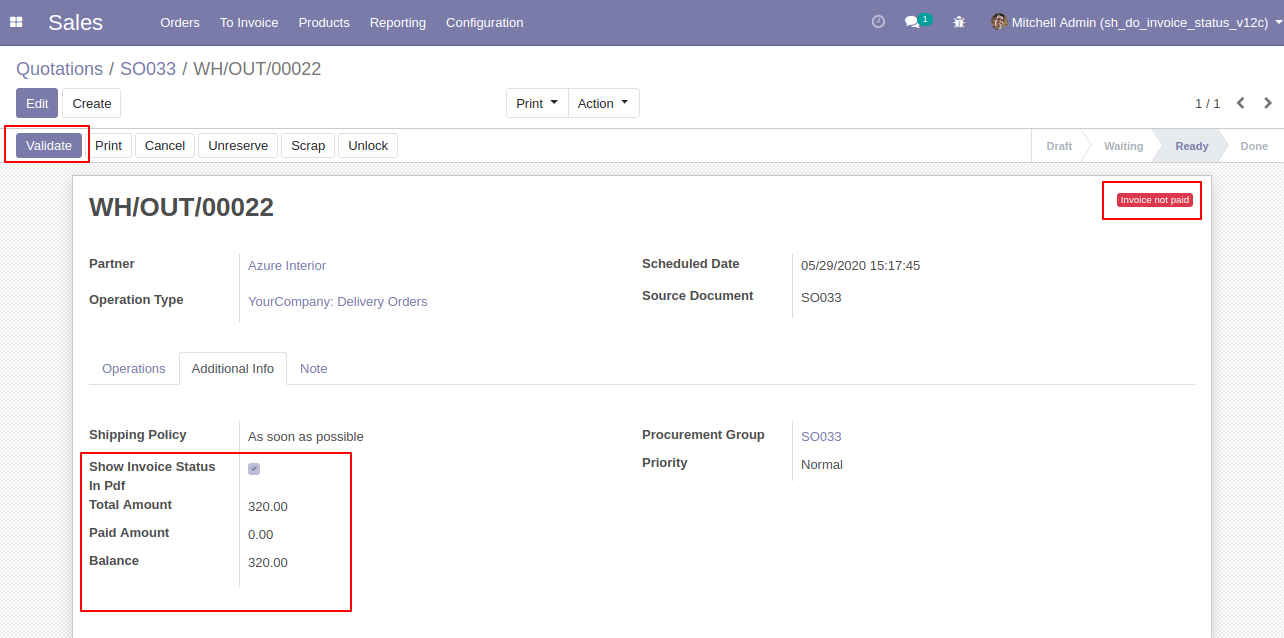 Sales Orders To Invoice Products Reporting Configuration 1 Mitchell Admin (sh_do_invoice_status_v12c)
Quotations / SO033 / WH/OUT/00022
Edit Create Print Action 1 / 1
Validate Print Cancel Unreserve Scrap Unlock Draft Waiting Ready Done
WH/OUT/00022 Invoice not paid
Partner Azure Interior Scheduled Date 05/29/2020 15:17:45
Operation Type YourCompany: Delivery Orders Source Document SO033
Operations Additional Info Note
Shipping Policy As soon as possible Procurement Group SO033
Show Invoice Status
In Pdf
Priority Normal
Total Amount 320.00
Paid Amount 0.00
Balance 320.00